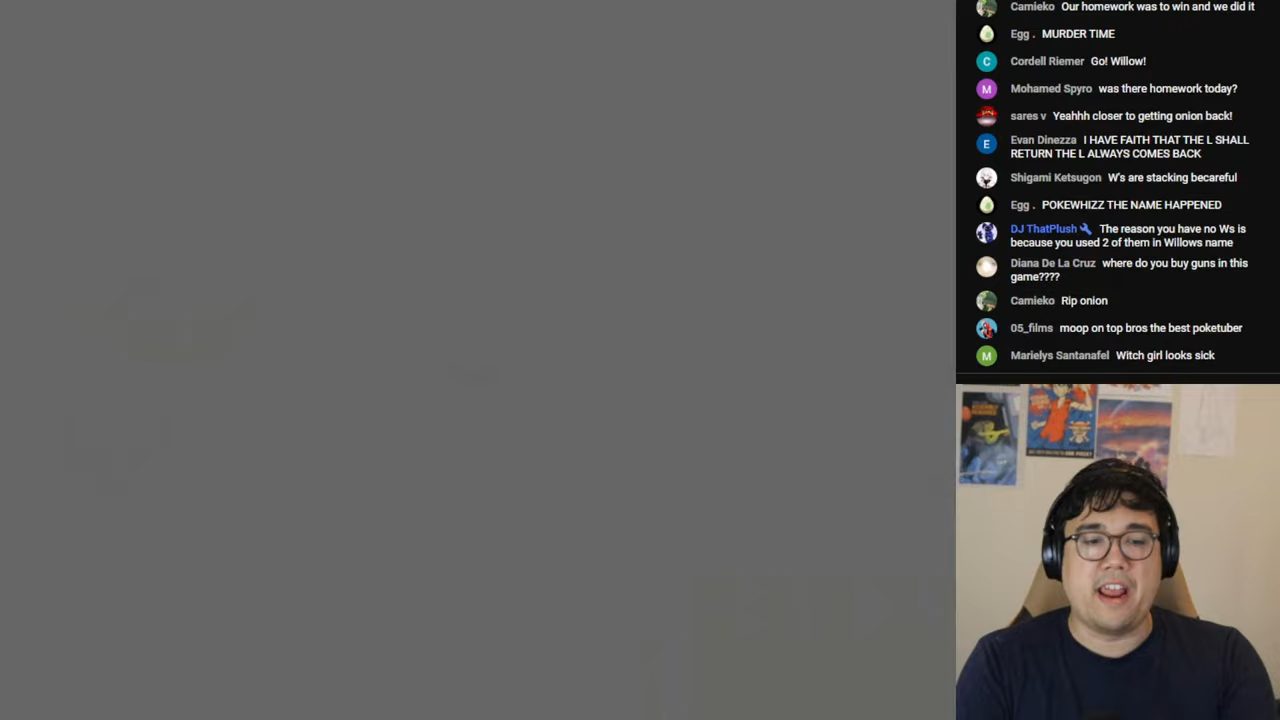 Camieko Our homework was to win and we did it
Egg . MURDER TIME
Cordell Riemer Go! Willow!
Mohamed Spyro was there homework today?
sares v Yeahhh closer to getting onion back!
Evan Dinezza I HAVE FAITH THAT THE L SHALL
RETURN THE L ALWAYS COMES BACK
Shigami Ketsugon W's are stacking becareful
Egg . POKEWHIZZ THE NAME HAPPENED
DJ ThatPlush The reason you have no Ws is
because you used 2 of them in Willows name
Diana De La Cruz where do you buy guns in this
game????
Camieko Rip onion
05_films moop on top bros the best poketuber
Marielys Santanafel Witch girl looks sick